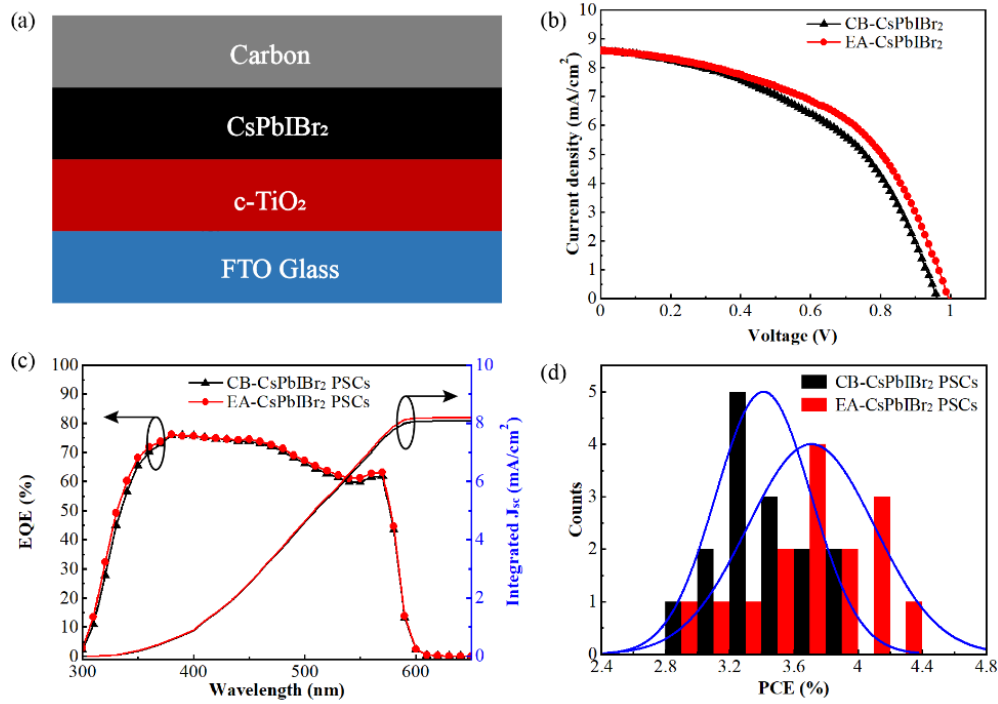 (a)
Carbon
CsPbIBr₂
c-TiO₂
FTO Glass
(b)
CB-CsPbIBr₂
EA-CsPbIBr₂
10
9
8
7
6
5
4
3
2
1
0
Current density (mA/cm²)
0 0.2 0.4 0.6 0.8 1
Voltage (V)
(c)
CB-CsPbIBr₂ PSCs
EA-CsPbIBr₂ PSCs
100
90
80
70
60
50
40
30
20
10
0
EQE (%)
10
8
6
4
2
0
Integrated Jsc (mA/cm²)
300 400 500 600
Wavelength (nm)
(d)
CB-CsPbIBr₂ PSCs
EA-CsPbIBr₂ PSCs
5
4
3
2
1
0
Counts
2.4 2.8 3.2 3.6 4 4.4 4.8
PCE (%)